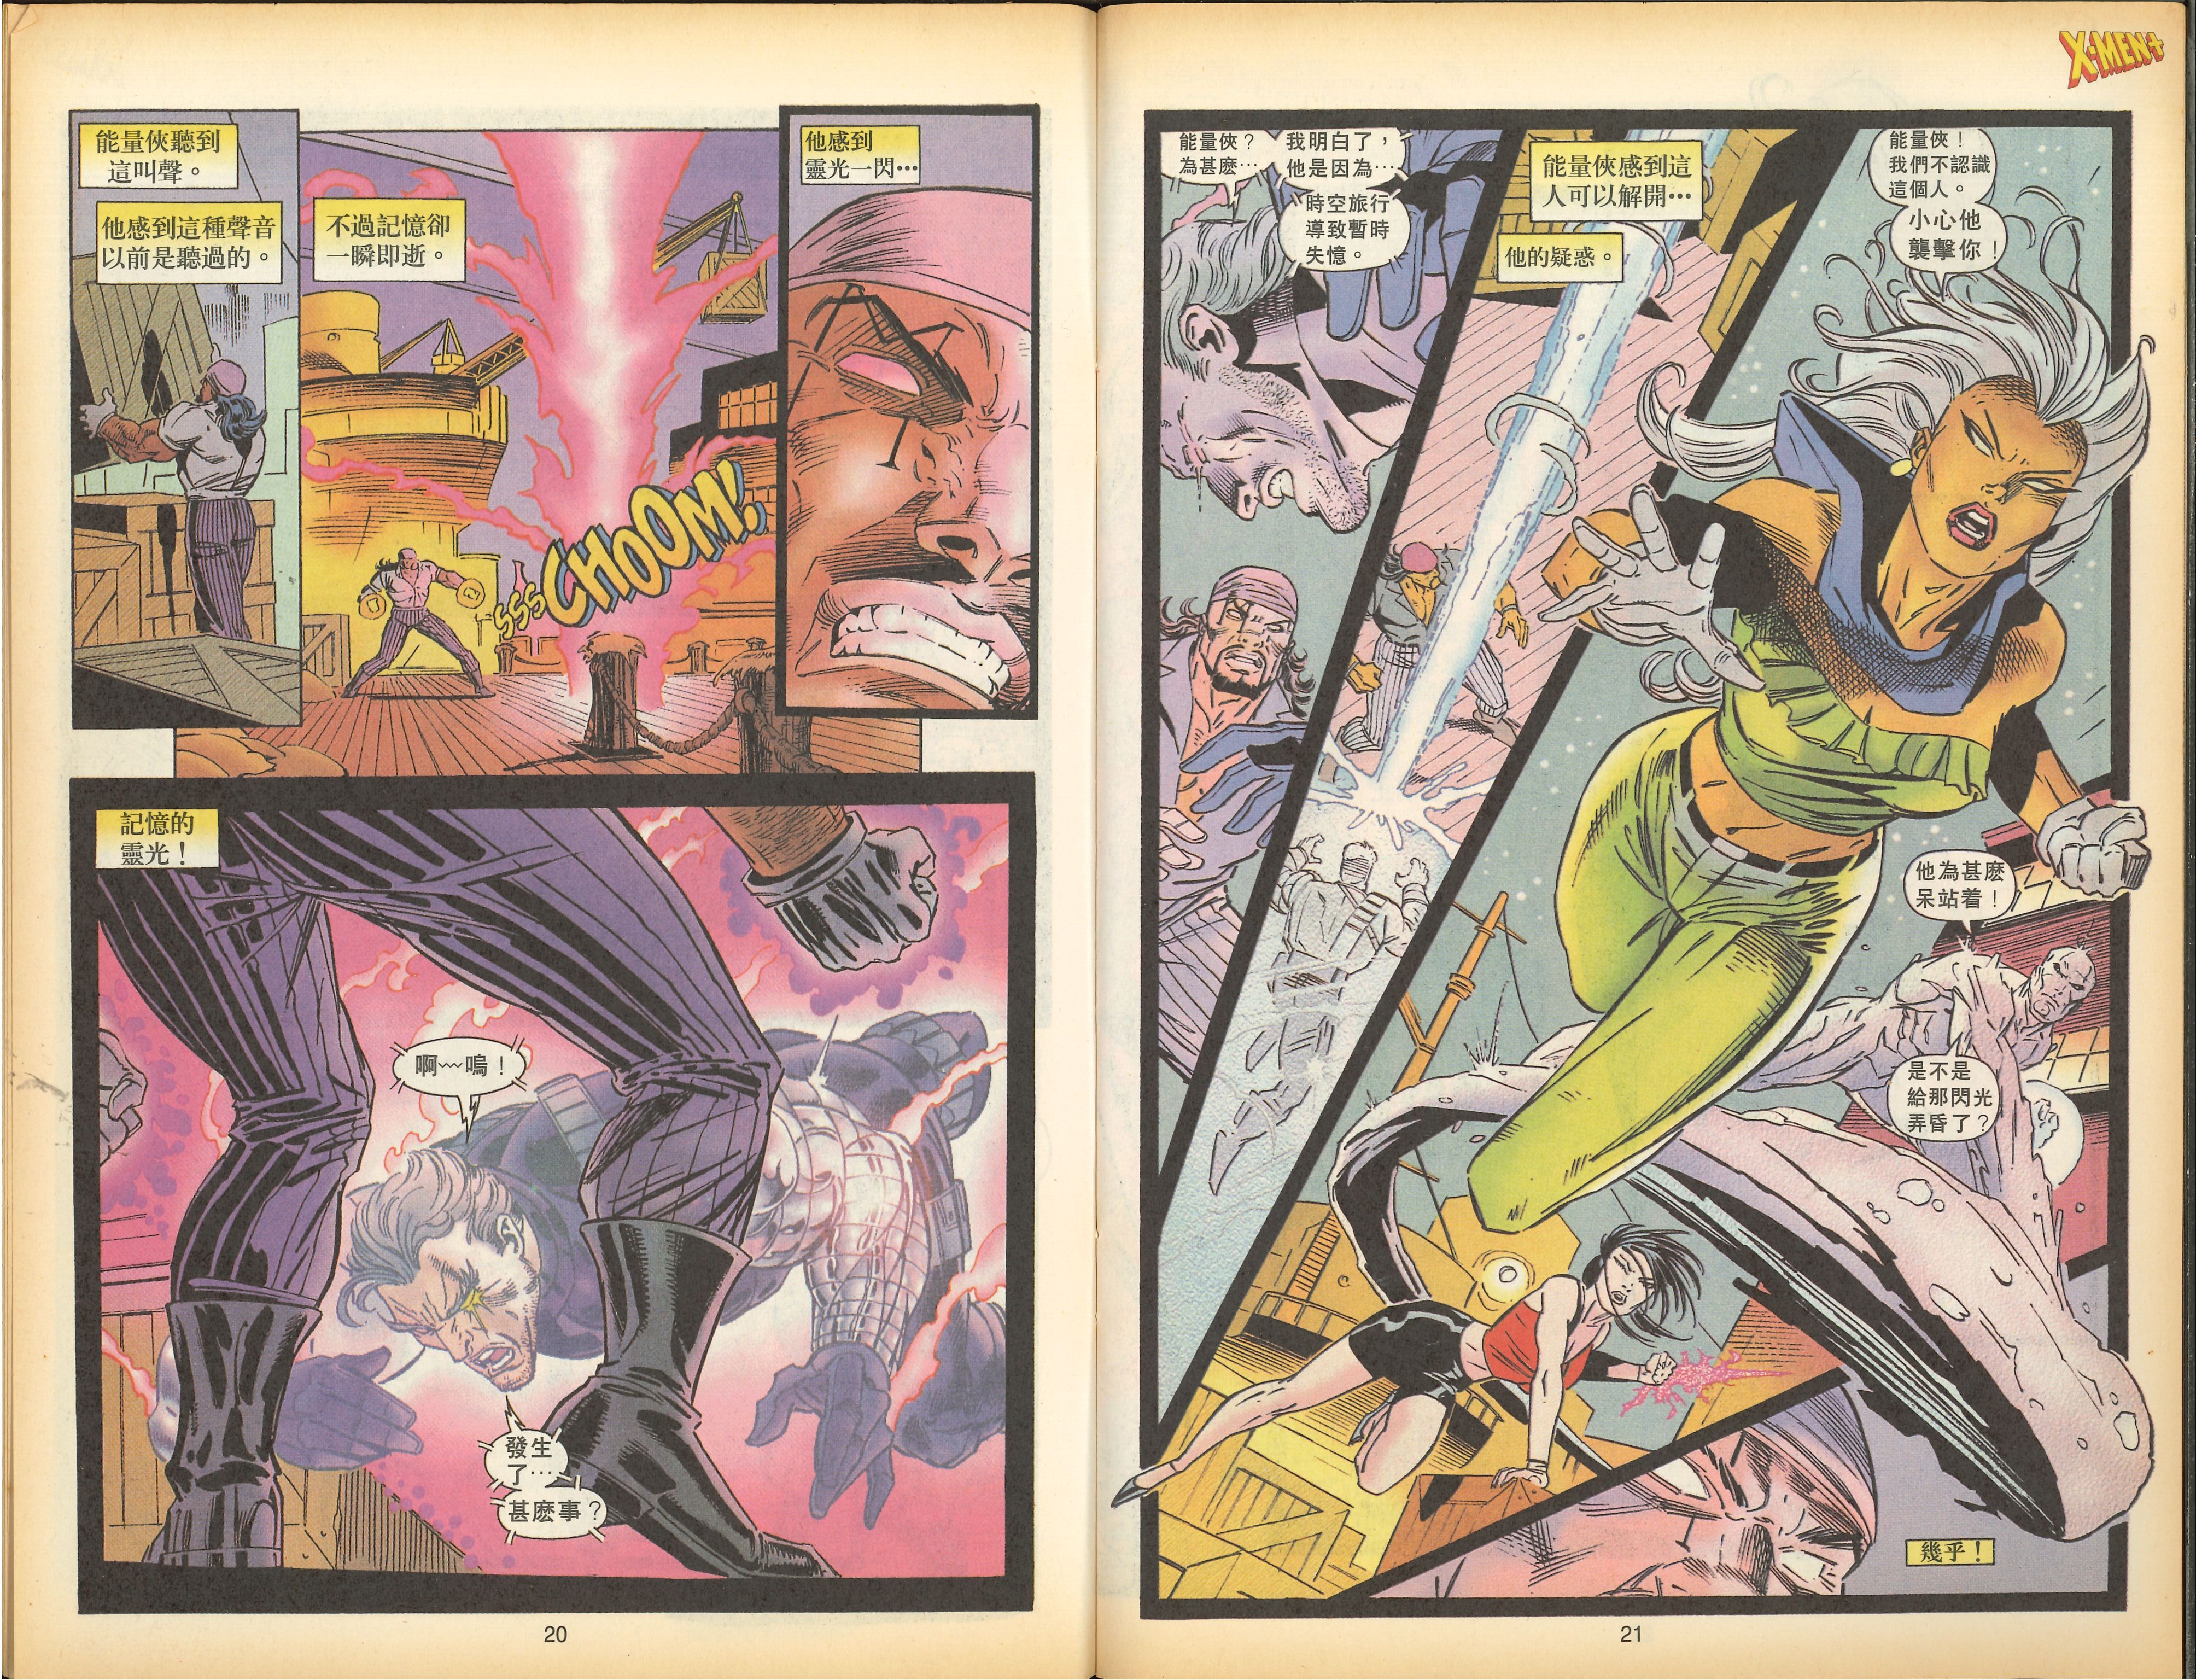 能量俠聽到
這叫聲。
他感到這種聲音
以前是聽過的。
不過記憶卻
一瞬即逝。
SSSCHOOM!
他感到
靈光一閃…
記憶的
靈光！
啊~~嗚！
發生
了…
甚麽事？
20
X-MEN+
能量俠？
為甚麽…
我明白了，
他是因為…
時空旅行
導致暫時
失憶。
能量俠感到這
人可以解開…
他的疑惑。
能量俠！
我們不認識
這個人。
小心他
襲擊你！
他為甚麽
呆站着！
是不是
給那閃光
弄昏了？
幾乎！
21